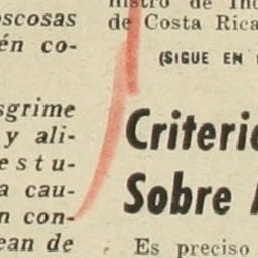 oscosas
én co-
sgrime
y ali-
estu-
a cau-
n con-
ean de
nistro de Ind
de Costa Rica
(SIGUE EN
Criterio
Sobre
Es preciso